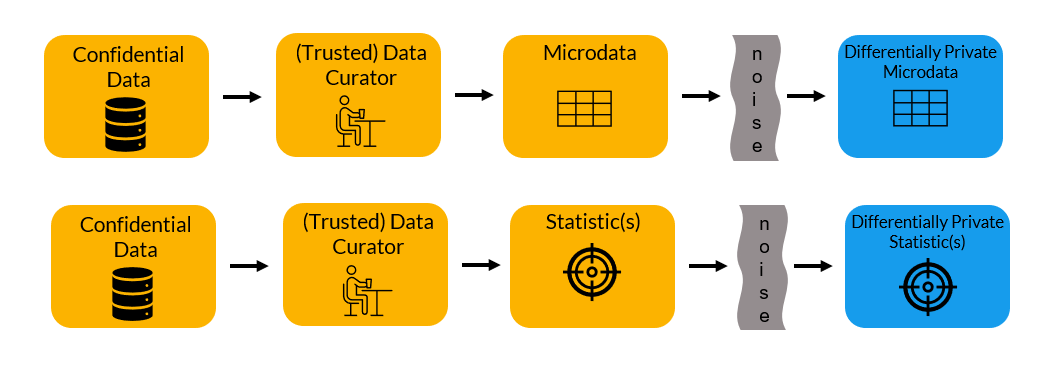 Confidential
Data
(Trusted) Data
Curator
Microdata
n
o
i
s
e
Differentially Private
Microdata
Confidential
Data
(Trusted) Data
Curator
Statistic(s)
n
o
i
s
e
Differentially Private
Statistic(s)